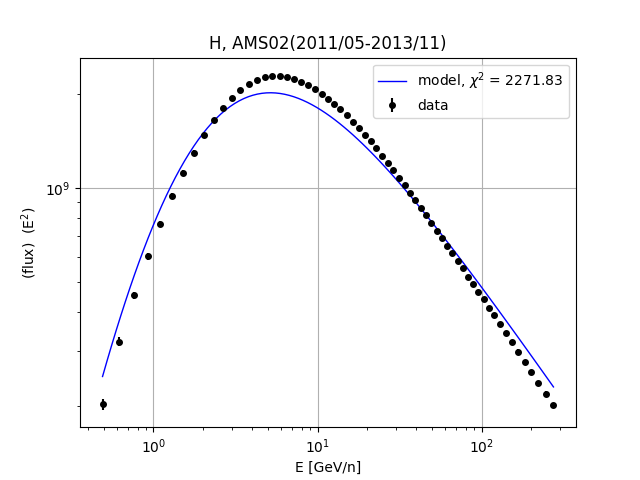 H, AMS02(2011/05-2013/11)
model, χ² = 2271.83
data
10⁹
(flux) (E²)
10⁰ 10¹ 10²
E [GeV/n]